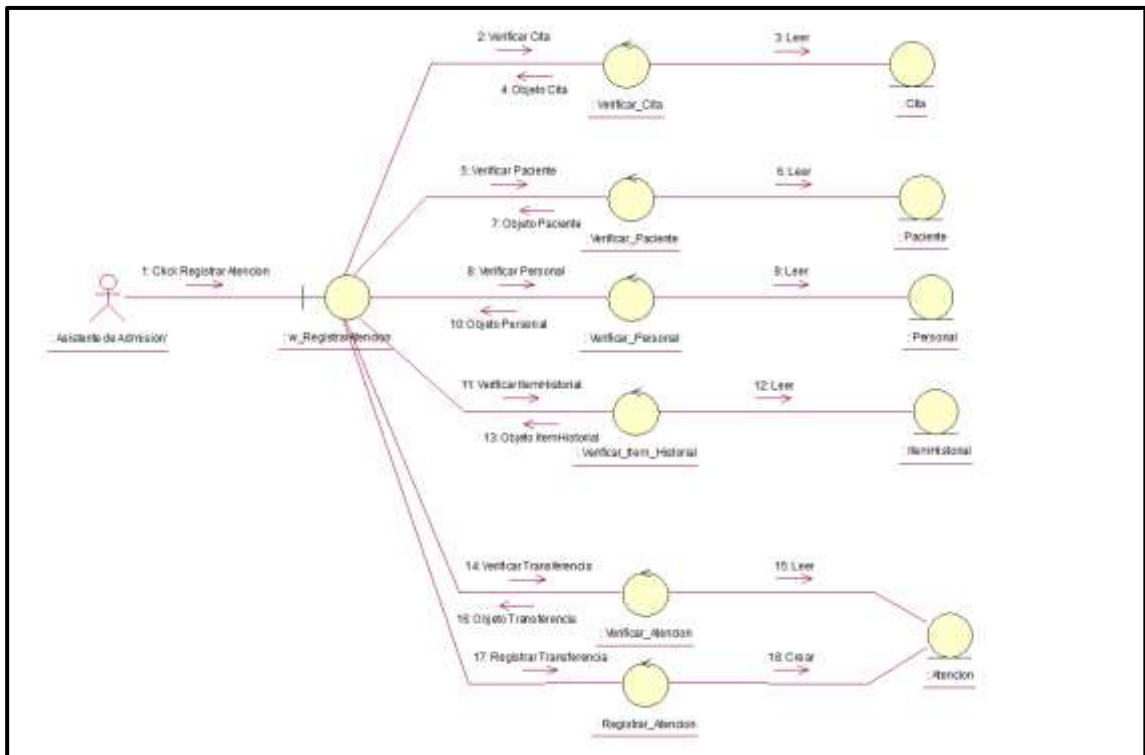 2: Verificar Cita
3: Leer
4: Objeto Cita
: Verificar_Cita
: Cita
5: Verificar Paciente
6: Leer
7: Objeto Paciente
: Verificar_Paciente
: Paciente
1: Click Registrar Atencion
8: Verificar Personal
9: Leer
10: Objeto Personal
: Asistente de Admision
: w_RegistrarAtencion
: Verificar_Personal
: Personal
11: VerificarItemHistorial
12: Leer
13: Objeto ItemHistorial
: Verificar_Item_Historial
: ItemHistorial
14: Verificar Transferencia
15: Leer
16: Objeto Transferencia
: Verificar_Atencion
17: Registrar Transferencia
18: Crear
: Atencion
: Registrar_Atencion